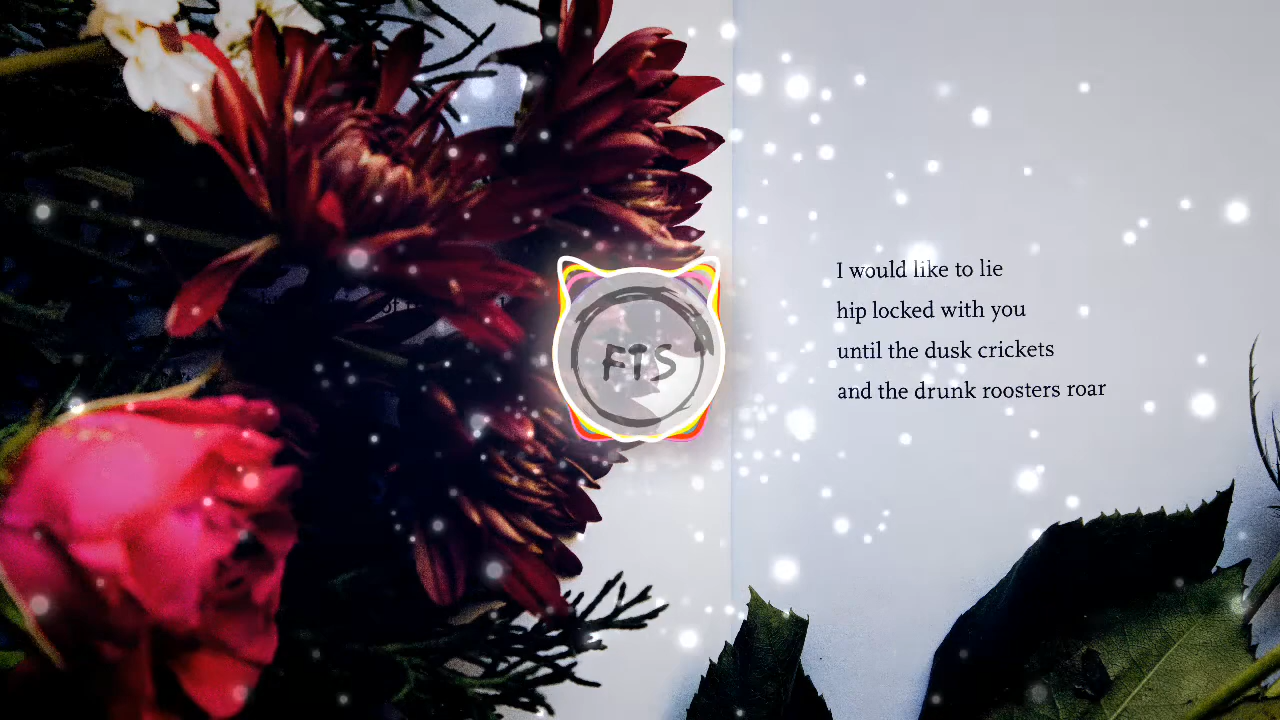 FTS
I would like to lie
hip locked with you
until the dusk crickets
and the drunk roosters roar